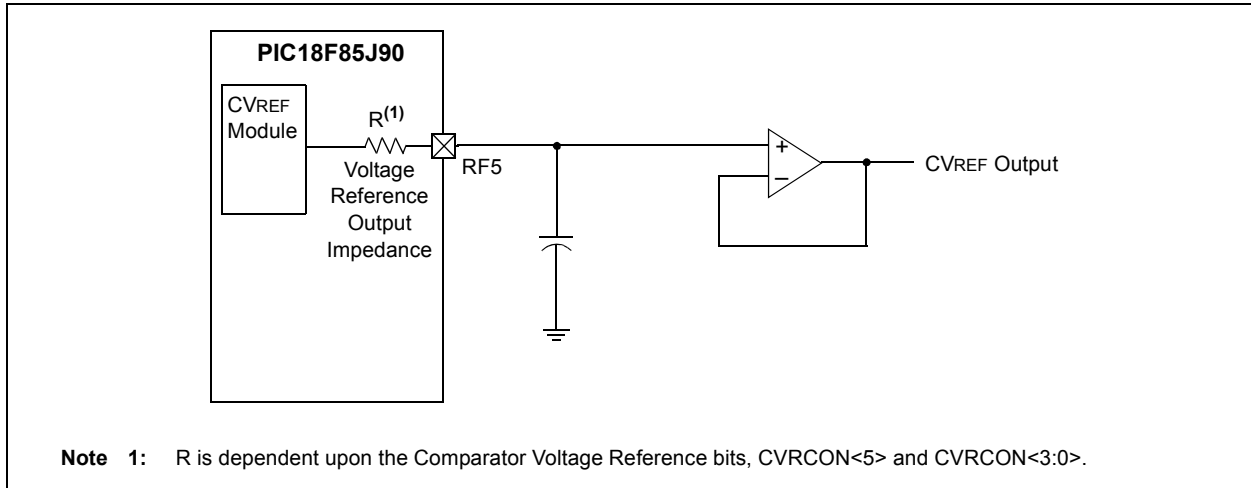 PIC18F85J90
CVREF
Module
R(1)
Voltage
Reference
Output
Impedance
RF5
+
–
CVREF Output
Note 1: R is dependent upon the Comparator Voltage Reference bits, CVRCON<5> and CVRCON<3:0>.